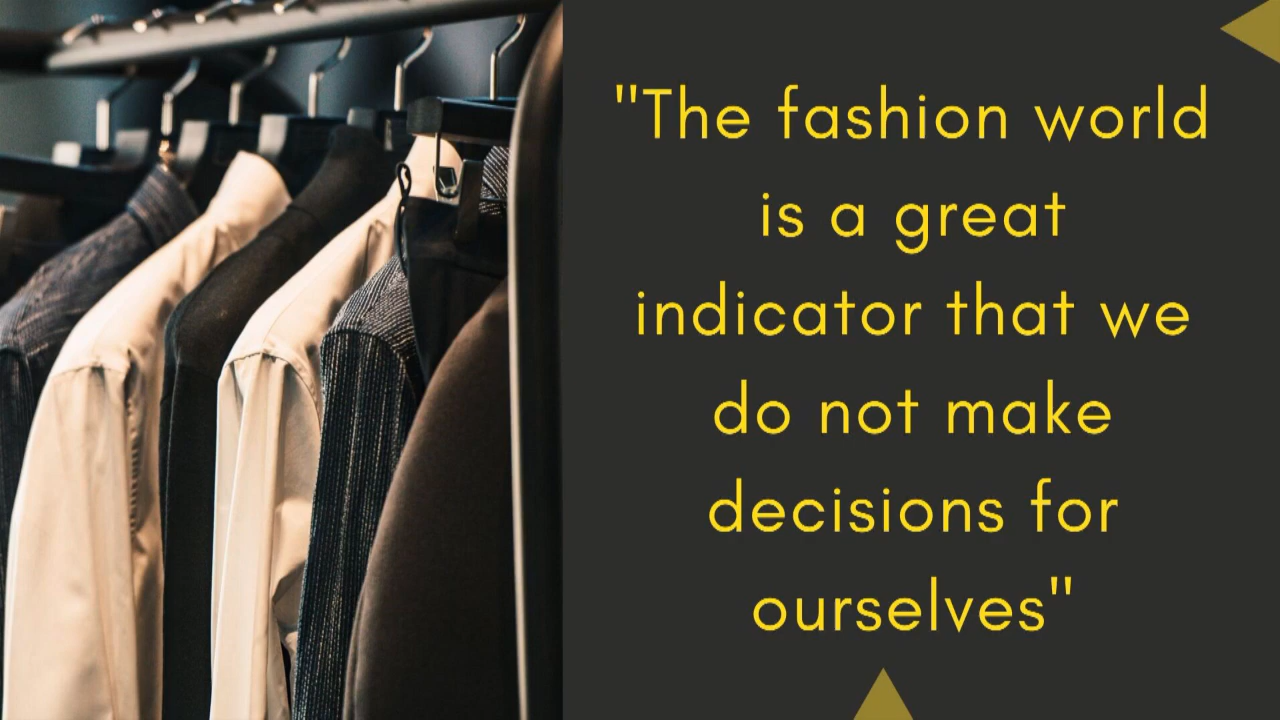 "The fashion world
is a great
indicator that we
do not make
decisions for
ourselves"